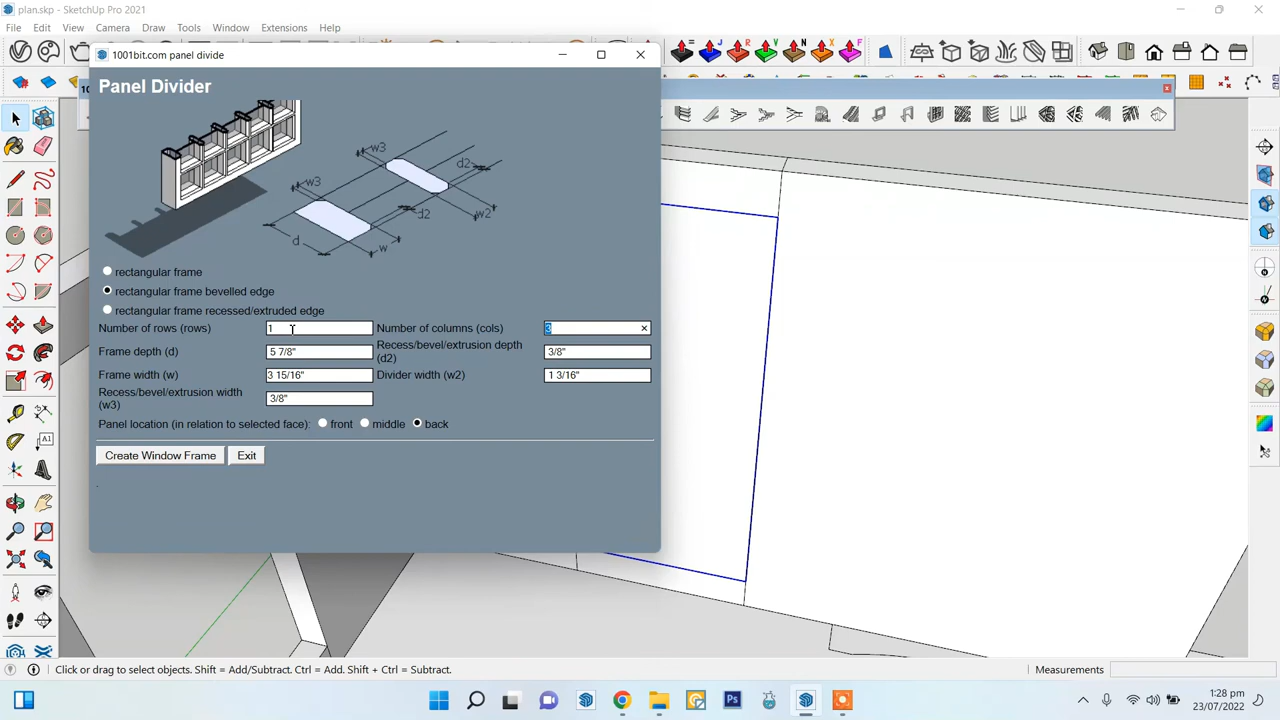 plan.skp - SketchUp Pro 2021
File Edit View Camera Draw Tools Window Extensions Help
1001bit.com panel divide
Panel Divider
w3
d2
w3
w2
d2
d
w
rectangular frame
rectangular frame bevelled edge
rectangular frame recessed/extruded edge
Number of rows (rows) 1 Number of columns (cols) 3
Frame depth (d) 5 7/8" Recess/bevel/extrusion depth (d2) 3/8"
Frame width (w) 3 15/16" Divider width (w2) 1 3/16"
Recess/bevel/extrusion width (w3) 3/8"
Panel location (in relation to selected face): front middle back
Create Window Frame Exit
Click or drag to select objects. Shift = Add/Subtract. Ctrl = Add. Shift + Ctrl = Subtract. Measurements
1:28 pm
23/07/2022